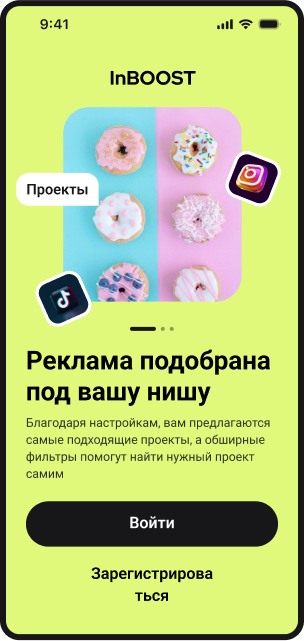 9:41
InBOOST
Проекты
Реклама подобрана
под вашу нишу
Благодаря настройкам, вам предлагаются
самые подходящие проекты, а обширные
фильтры помогут найти нужный проект
самим
Войти
Зарегистрирова
ться